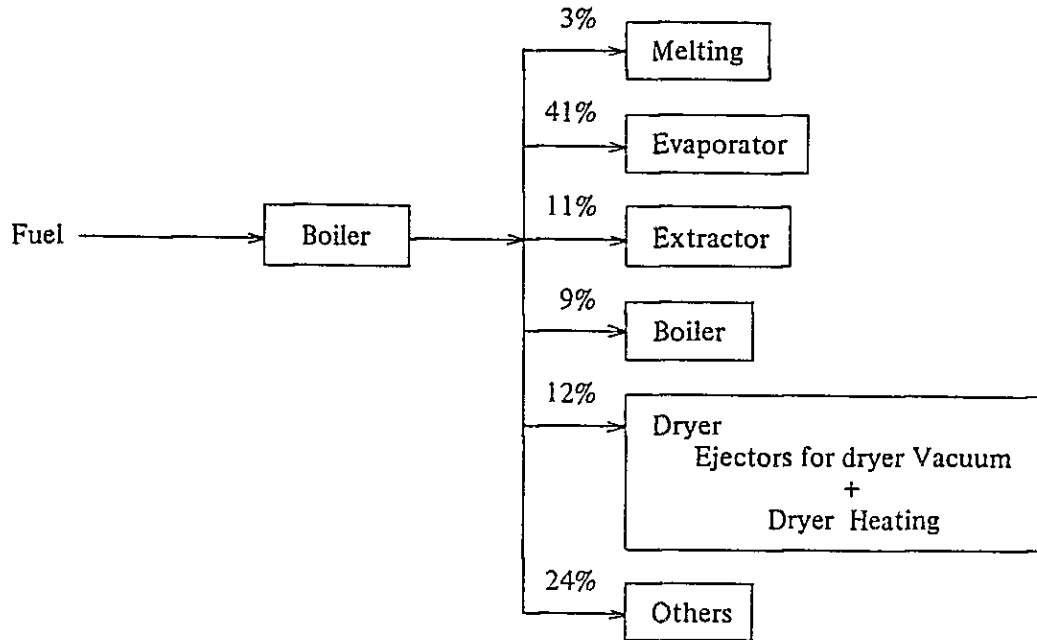 3%
Melting
41%
Evaporator
11%
Fuel
Boiler
Extractor
9%
Boiler
12%
Dryer
Ejectors for dryer Vacuum
+
Dryer Heating
24%
Others